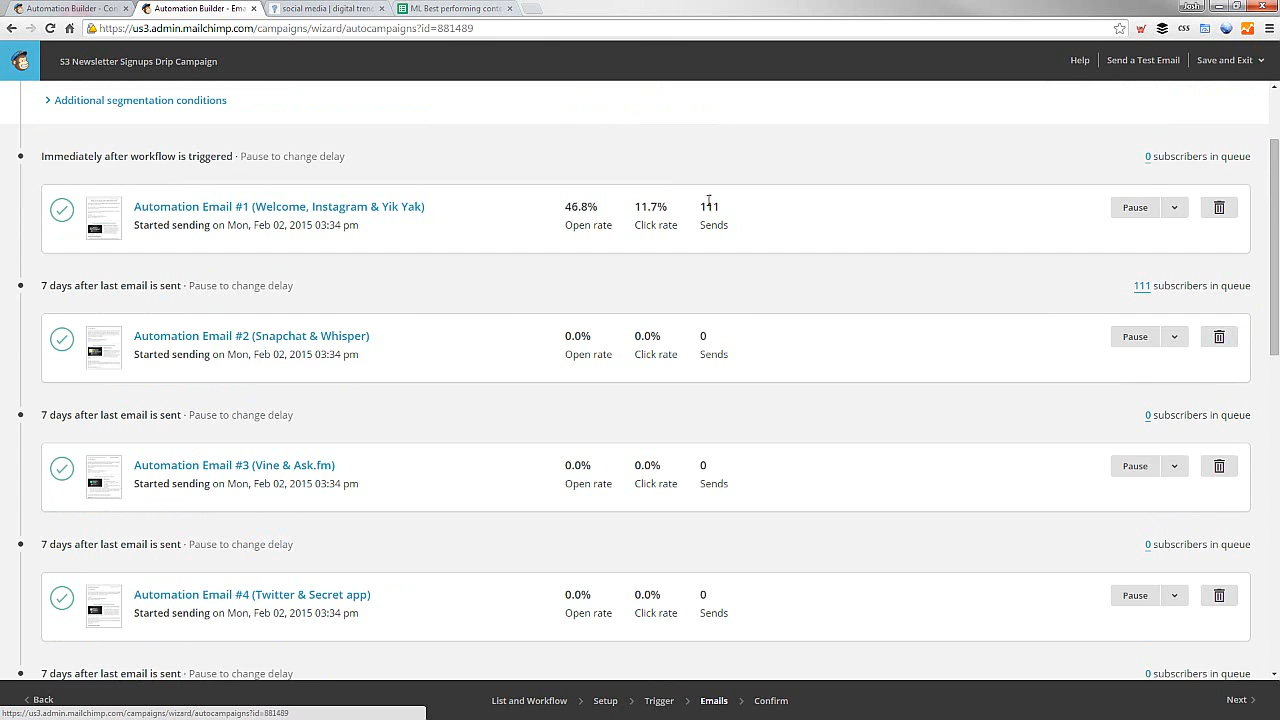 Automation Builder - Con
Automation Builder - Ema
social media | digital trend
ML Best performing conte
Josh
https://us3.admin.mailchimp.com/campaigns/wizard/autocampaigns?id=881489
css
S3 Newsletter Signups Drip Campaign
Help
Send a Test Email
Save and Exit
Additional segmentation conditions
Immediately after workflow is triggered · Pause to change delay
0 subscribers in queue
Automation Email #1 (Welcome, Instagram & Yik Yak)
46.8%
11.7%
111
Pause
Started sending on Mon, Feb 02, 2015 03:34 pm
Open rate
Click rate
Sends
7 days after last email is sent · Pause to change delay
111 subscribers in queue
Automation Email #2 (Snapchat & Whisper)
0.0%
0.0%
0
Pause
Started sending on Mon, Feb 02, 2015 03:34 pm
Open rate
Click rate
Sends
7 days after last email is sent · Pause to change delay
0 subscribers in queue
Automation Email #3 (Vine & Ask.fm)
0.0%
0.0%
0
Pause
Started sending on Mon, Feb 02, 2015 03:34 pm
Open rate
Click rate
Sends
7 days after last email is sent · Pause to change delay
0 subscribers in queue
Automation Email #4 (Twitter & Secret app)
0.0%
0.0%
0
Pause
Started sending on Mon, Feb 02, 2015 03:34 pm
Open rate
Click rate
Sends
7 days after last email is sent · Pause to change delay
0 subscribers in queue
Back
List and Workflow
Setup
Trigger
Emails
Confirm
Next
https://us3.admin.mailchimp.com/campaigns/wizard/autocampaigns?id=881489